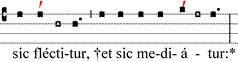 sic flécti-tur, †et sic me-di- á - tur:*